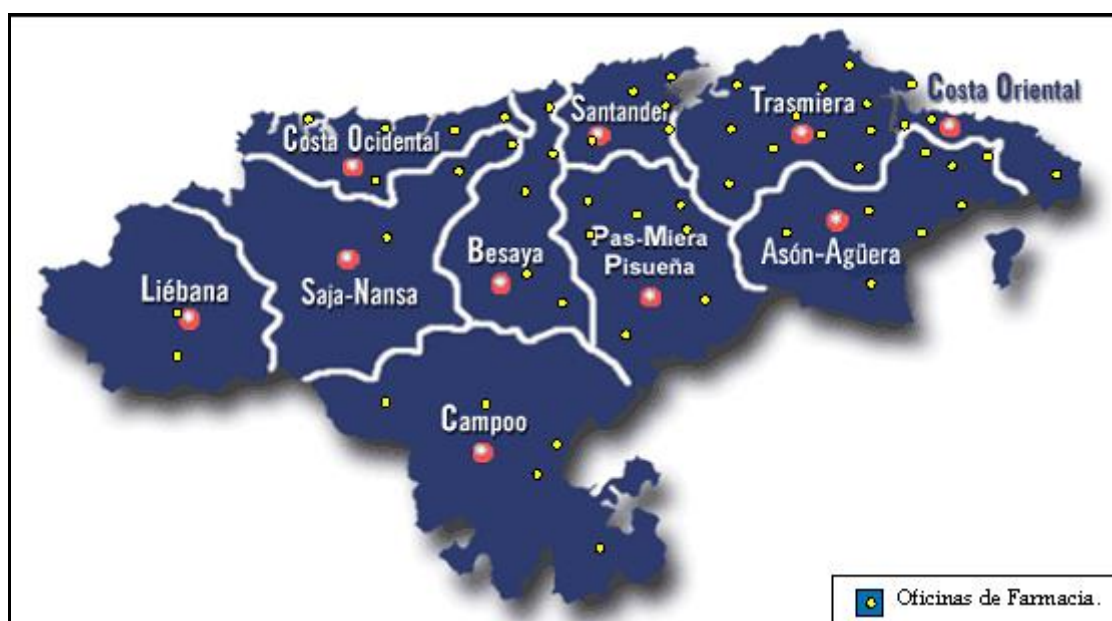 Costa Oriental
Santander
Trasmiera
Costa Ocidental
Pas-Miera
Pisueña
Besaya
Asón-Agüera
Liébana
Saja-Nansa
Campoo
Oficinas de Farmacia.